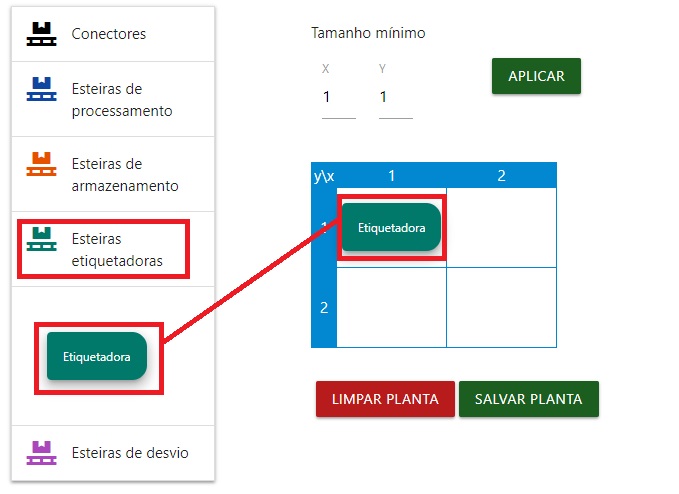 Conectores
Esteiras de
processamento
Esteiras de
armazenamento
Esteiras
etiquetadoras
Etiquetadora
Esteiras de desvio
Tamanho mínimo
X Y
1 1
APLICAR
y\x 1 2
1 Etiquetadora
2
LIMPAR PLANTA SALVAR PLANTA